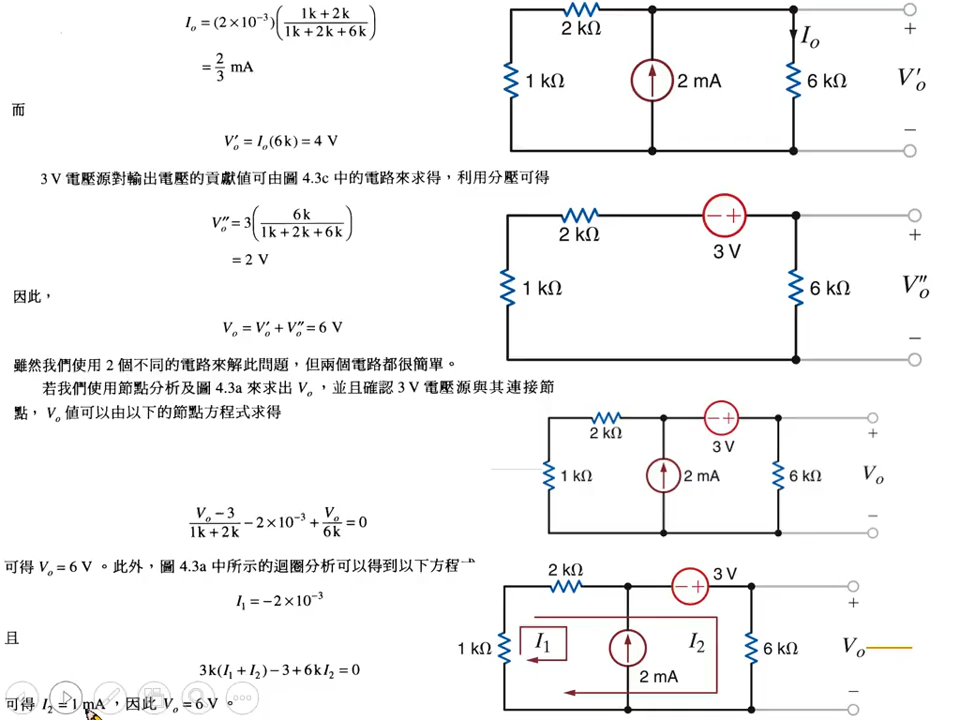 I_o = (2×10⁻³)((1k + 2k)/(1k + 2k + 6k))
= 2/3 mA
而
V′_o = I_o(6k) = 4 V
3 V 電壓源對輸出電壓的貢獻值可由圖 4.3c 中的電路來求得，利用分壓可得
V″_o = 3(6k/(1k + 2k + 6k))
= 2 V
因此，
V_o = V′_o + V″_o = 6 V
雖然我們使用 2 個不同的電路來解此問題，但兩個電路都很簡單。
若我們使用節點分析及圖 4.3a 來求出 V_o，並且確認 3 V 電壓源與其連接節
點，V_o 值可以由以下的節點方程式求得
(V_o − 3)/(1k + 2k) − 2×10⁻³ + V_o/6k = 0
可得 V_o = 6 V。此外，圖 4.3a 中所示的迴圈分析可以得到以下方程
I₁ = −2×10⁻³
且
3k(I₁ + I₂) − 3 + 6kI₂ = 0
可得 I₂ = 1 mA，因此 V_o = 6 V。
2 kΩ
I_o
+
1 kΩ
2 mA
6 kΩ
V′_o
−
2 kΩ
− +
3 V
+
1 kΩ
6 kΩ
V″_o
−
2 kΩ
− +
3 V
+
1 kΩ
2 mA
6 kΩ
V_o
−
2 kΩ
− +
3 V
+
1 kΩ
I₁
I₂
6 kΩ
V_o
2 mA
−